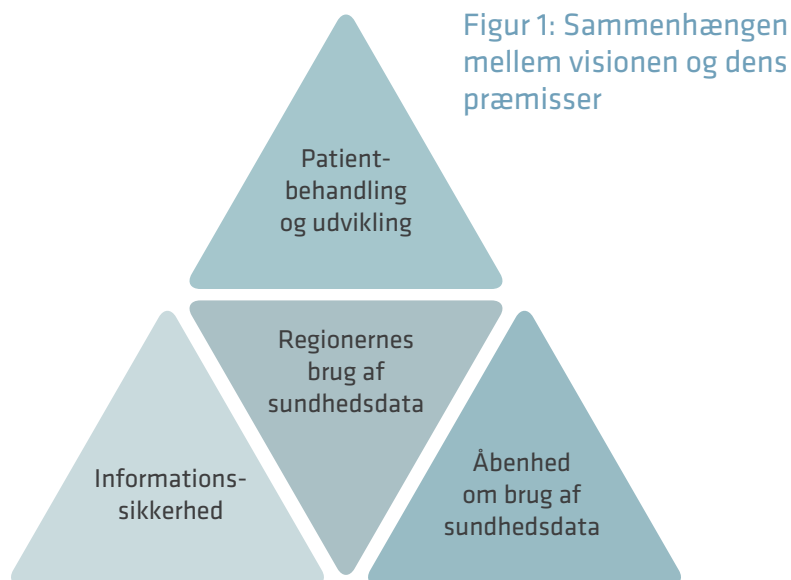 Figur 1: Sammenhængen
mellem visionen og dens
præmisser
Patient-
behandling
og udvikling
Regionernes
brug af
sundhedsdata
Informations-
sikkerhed
Åbenhed
om brug af
sundhedsdata